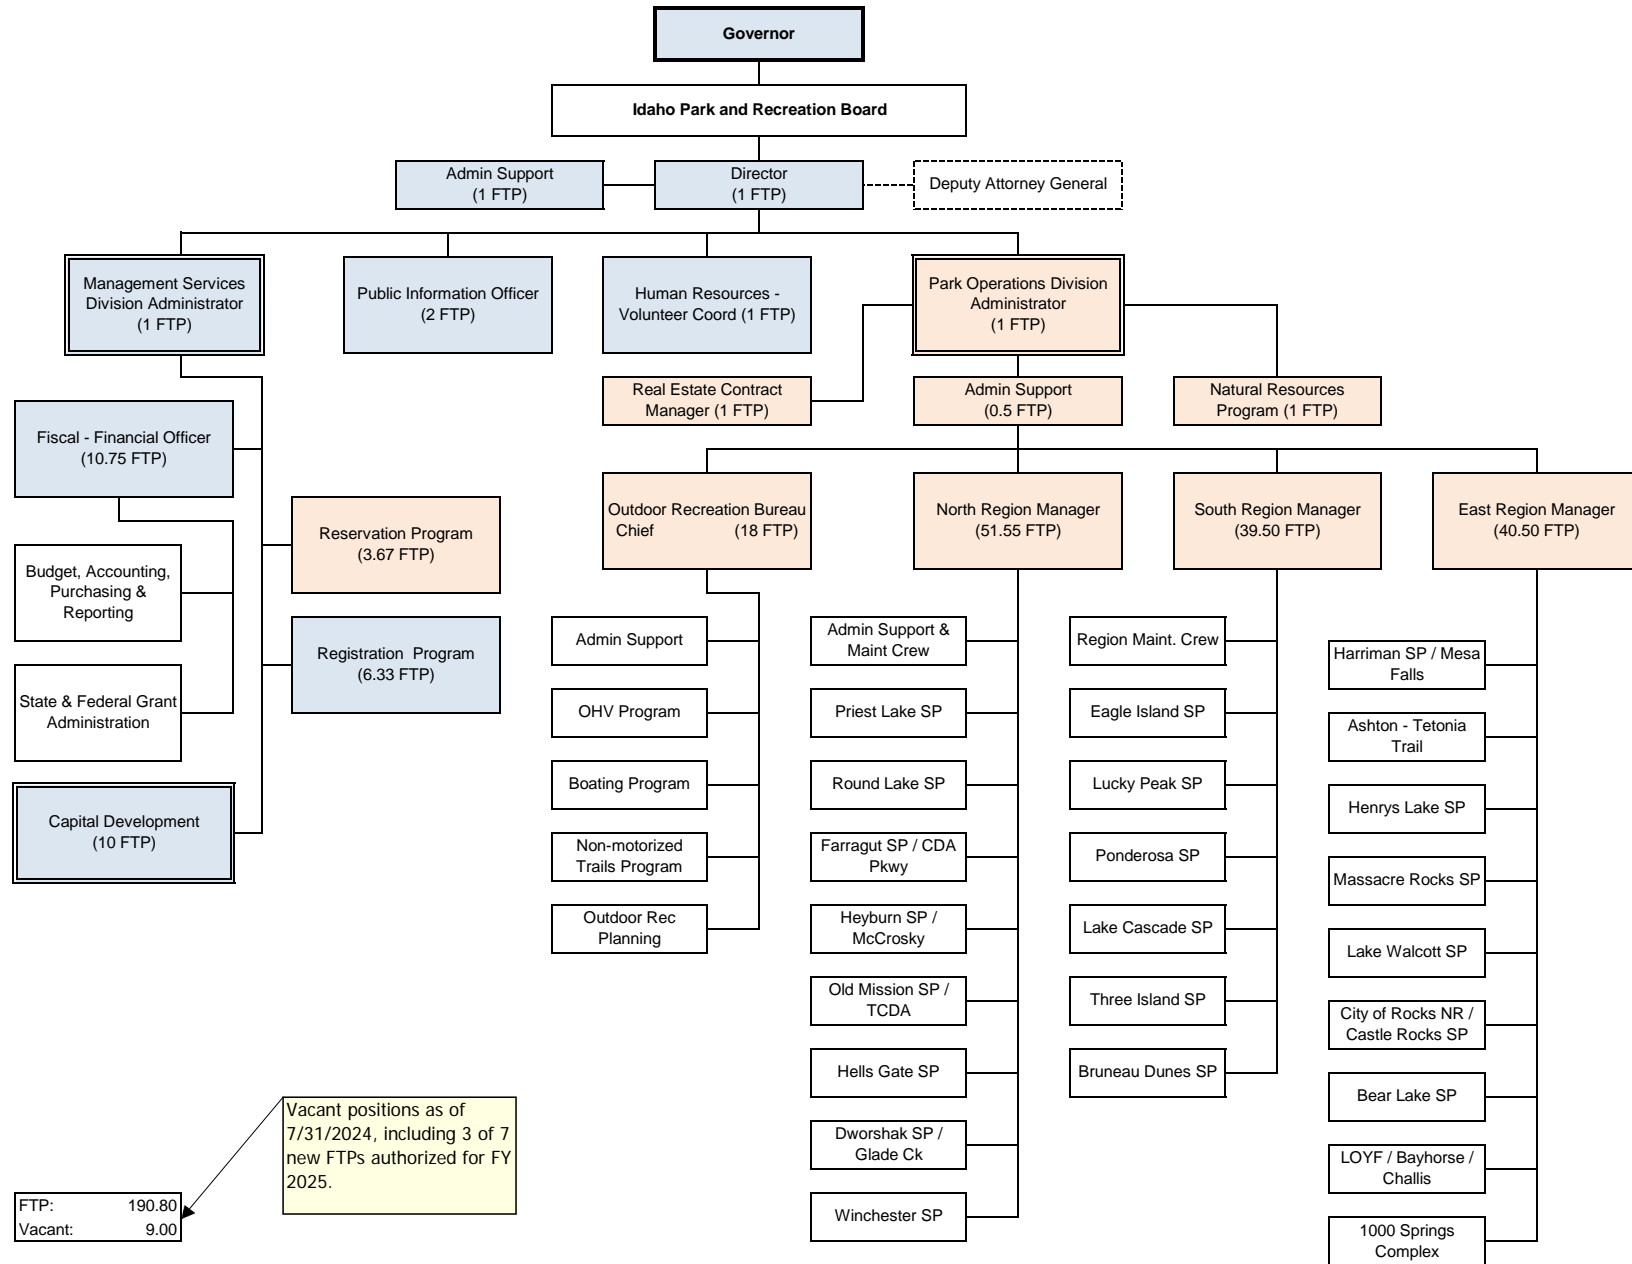 Governor
Idaho Park and Recreation Board
Admin Support
(1 FTP)
Director
(1 FTP)
Deputy Attorney General
Management Services
Division Administrator
(1 FTP)
Public Information Officer
(2 FTP)
Human Resources -
Volunteer Coord (1 FTP)
Park Operations Division
Administrator
(1 FTP)
Real Estate Contract
Manager (1 FTP)
Admin Support
(0.5 FTP)
Natural Resources
Program (1 FTP)
Fiscal - Financial Officer
(10.75 FTP)
Budget, Accounting,
Purchasing &
Reporting
State & Federal Grant
Administration
Reservation Program
(3.67 FTP)
Registration  Program
(6.33 FTP)
Capital Development
(10 FTP)
Outdoor Recreation Bureau
Chief (18 FTP)
Admin Support
OHV Program
Boating Program
Non-motorized
Trails Program
Outdoor Rec
Planning
North Region Manager
(51.55 FTP)
Admin Support &
Maint Crew
Priest Lake SP
Round Lake SP
Farragut SP / CDA
Pkwy
Heyburn SP /
McCrosky
Old Mission SP /
TCDA
Hells Gate SP
Dworshak SP /
Glade Ck
Winchester SP
South Region Manager
(39.50 FTP)
Region Maint. Crew
Eagle Island SP
Lucky Peak SP
Ponderosa SP
Lake Cascade SP
Three Island SP
Bruneau Dunes SP
East Region Manager
(40.50 FTP)
Harriman SP / Mesa
Falls
Ashton - Tetonia
Trail
Henrys Lake SP
Massacre Rocks SP
Lake Walcott SP
City of Rocks NR /
Castle Rocks SP
Bear Lake SP
LOYF / Bayhorse /
Challis
1000 Springs
Complex
Vacant positions as of
7/31/2024, including 3 of 7
new FTPs authorized for FY
2025.
FTP: 190.80
Vacant: 9.00